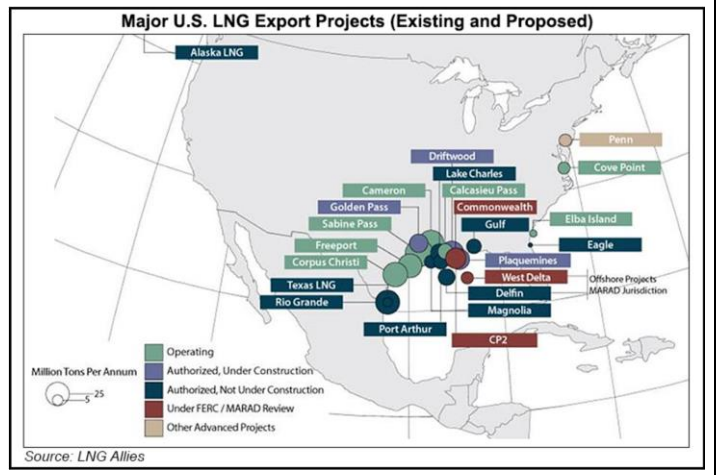 Major U.S. LNG Export Projects (Existing and Proposed)
Alaska LNG
Penn
Driftwood
Lake Charles
Cove Point
Cameron
Calcasieu Pass
Golden Pass
Commonwealth
Sabine Pass
Gulf
Elba Island
Freeport
Eagle
Corpus Christi
Plaquemines
Texas LNG
West Delta
Offshore Projects
MARAD Jurisdiction
Delfin
Rio Grande
Magnolia
Port Arthur
CP2
Million Tons Per Annum
25
5
Operating
Authorized, Under Construction
Authorized, Not Under Construction
Under FERC / MARAD Review
Other Advanced Projects
Source: LNG Allies